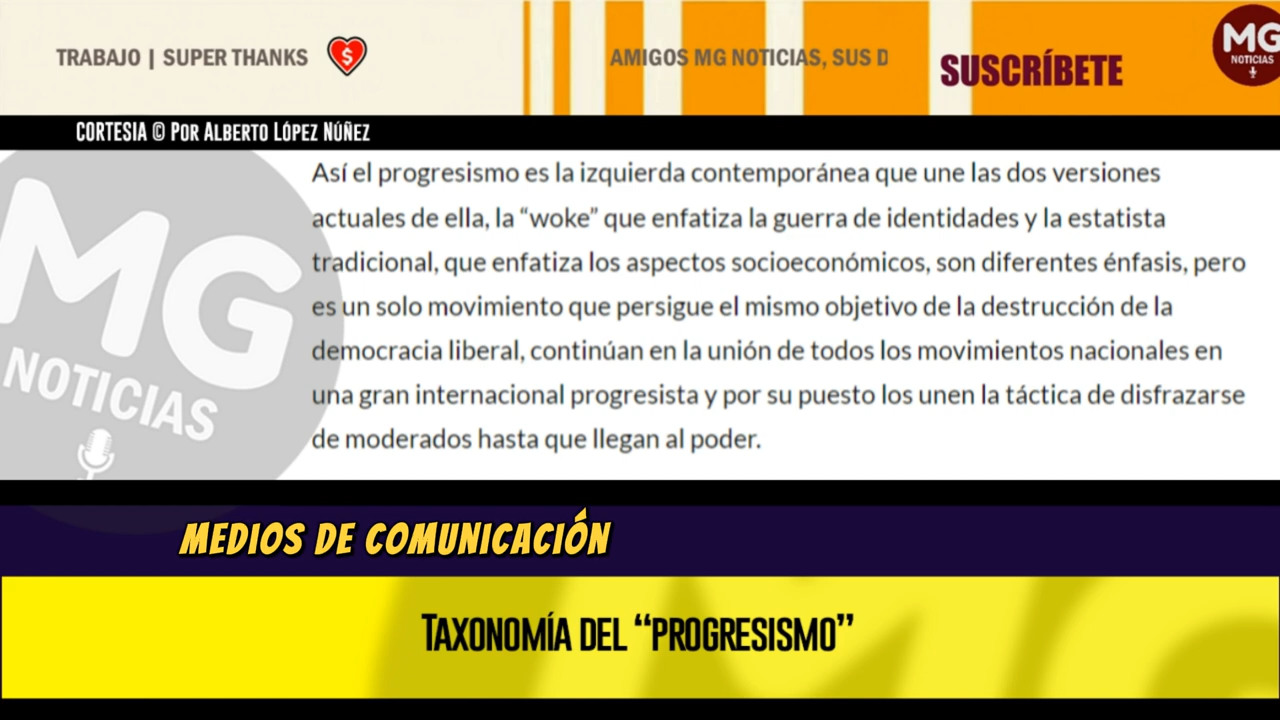 TRABAJO | SUPER THANKS
AMIGOS MG NOTICIAS, SUS D
SUSCRÍBETE
MG
NOTICIAS
CORTESIA © Por Alberto López Núñez
Así el progresismo es la izquierda contemporánea que une las dos versiones
actuales de ella, la “woke” que enfatiza la guerra de identidades y la estatista
tradicional, que enfatiza los aspectos socioeconómicos, son diferentes énfasis, pero
es un solo movimiento que persigue el mismo objetivo de la destrucción de la
democracia liberal, continúan en la unión de todos los movimientos nacionales en
una gran internacional progresista y por su puesto los unen la táctica de disfrazarse
de moderados hasta que llegan al poder.
MG
NOTICIAS
MEDIOS DE COMUNICACIÓN
Taxonomía del “progresismo”